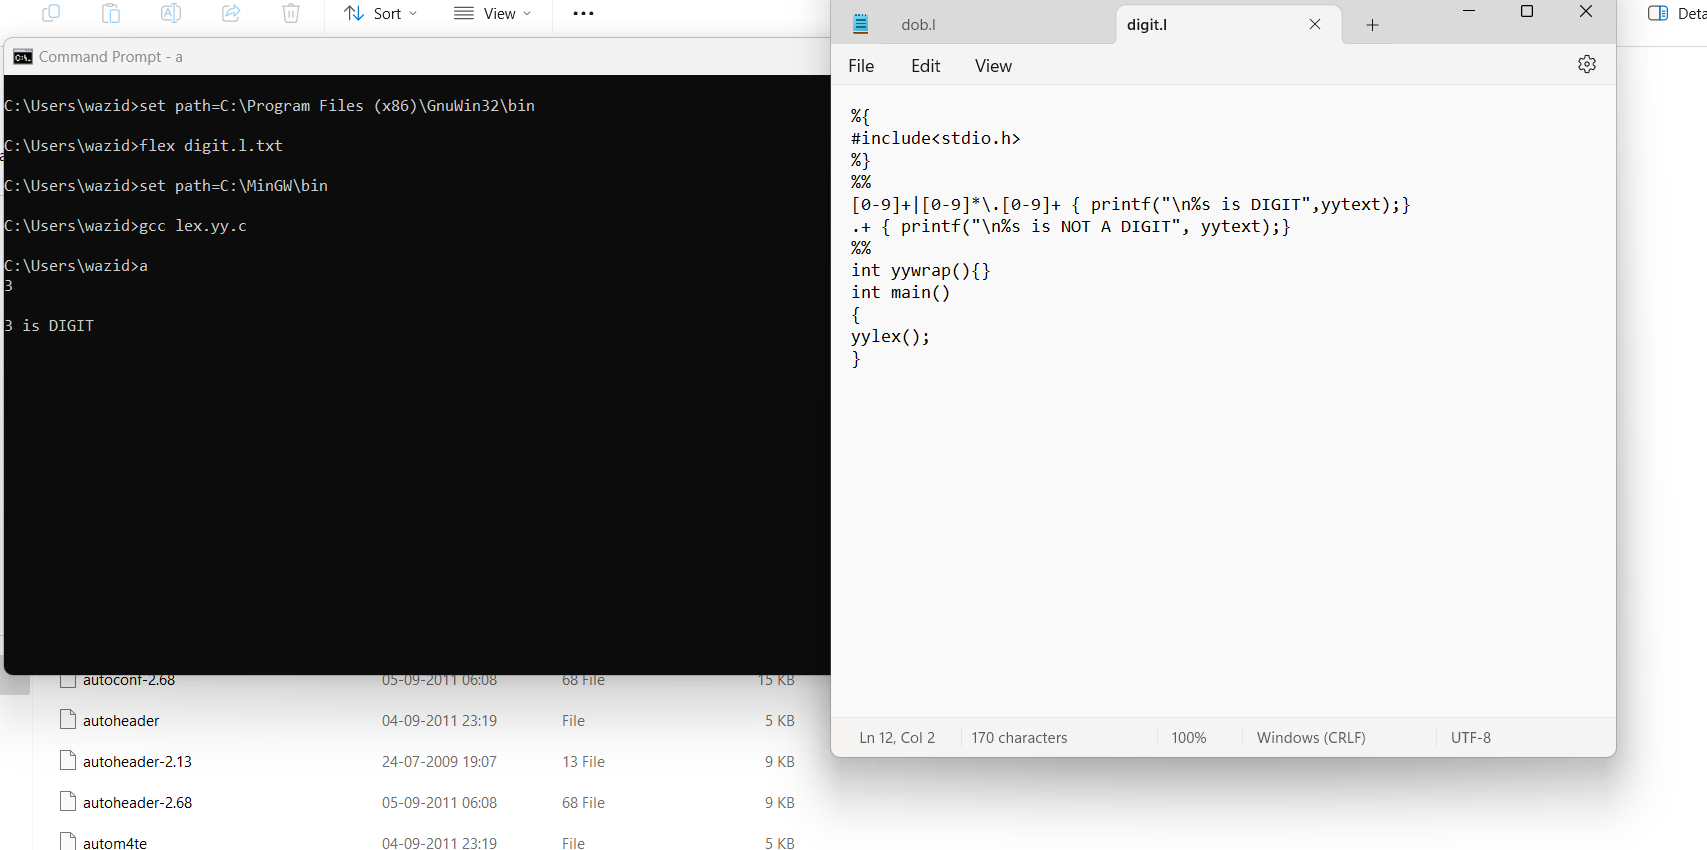 Sort
View
Command Prompt - a
C:\Users\wazid>set path=C:\Program Files (x86)\GnuWin32\bin
C:\Users\wazid>flex digit.l.txt
C:\Users\wazid>set path=C:\MinGW\bin
C:\Users\wazid>gcc lex.yy.c
C:\Users\wazid>a
3
3 is DIGIT
autoconf-2.68 05-09-2011 06:08 68 File 15 KB
autoheader 04-09-2011 23:19 File 5 KB
autoheader-2.13 24-07-2009 19:07 13 File 9 KB
autoheader-2.68 05-09-2011 06:08 68 File 9 KB
autom4te 04-09-2011 23:19 File 5 KB
dob.l
digit.l
File Edit View
%{
#include<stdio.h>
%}
%%
[0-9]+|[0-9]*\.[0-9]+ { printf("\n%s is DIGIT",yytext);}
.+ { printf("\n%s is NOT A DIGIT", yytext);}
%%
int yywrap(){}
int main()
{
yylex();
}
Ln 12, Col 2 170 characters 100% Windows (CRLF) UTF-8